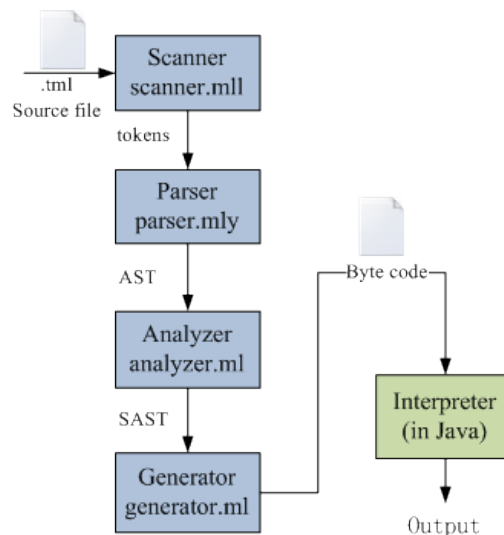 Scanner
scanner.mll
.tml
Source file
tokens
Parser
parser.mly
Byte code
AST
Analyzer
analyzer.ml
SAST
Interpreter
(in Java)
Generator
generator.ml
Output